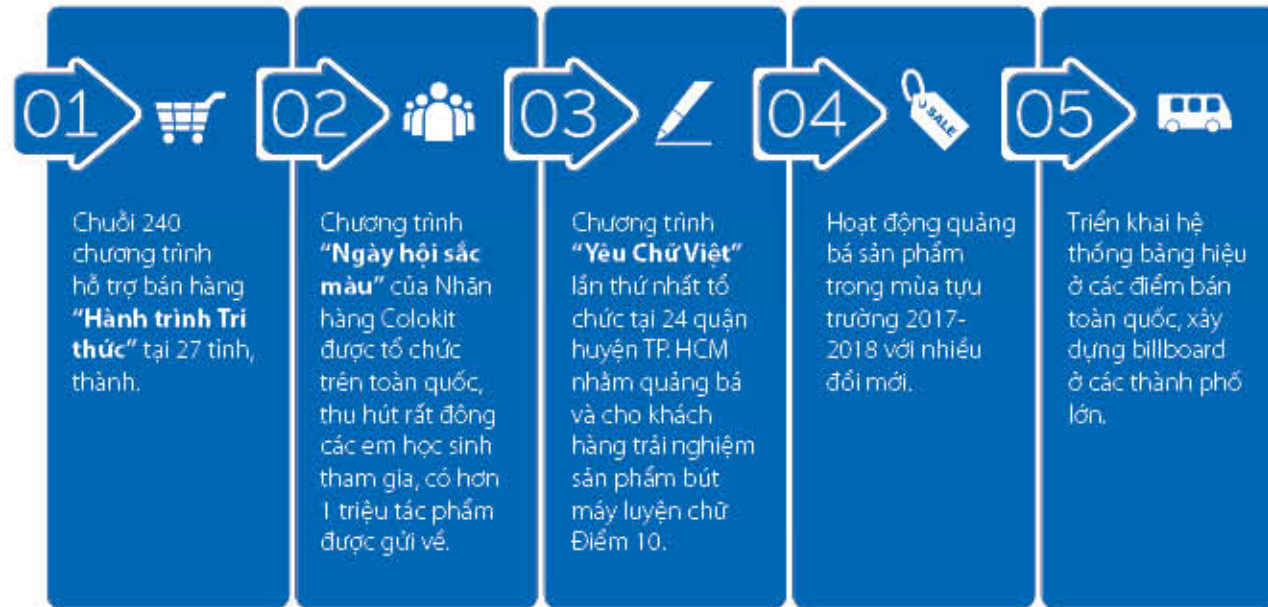 01
Chuỗi 240
chương trình
hỗ trợ bán hàng
“Hành trình Tri
thức” tại 27 tỉnh,
thành.
02
Chương trình
“Ngày hội sắc
màu” của Nhãn
hàng Colokit
được tổ chức
trên toàn quốc,
thu hút rất đông
các em học sinh
tham gia, có hơn
1 triệu tác phẩm
được gửi về.
03
Chương trình
“Yêu Chữ Việt”
lần thứ nhất tổ
chức tại 24 quận
huyện TP. HCM
nhằm quảng bá
và cho khách
hàng trải nghiệm
sản phẩm bút
máy luyện chữ
Điểm 10.
04
SALE
Hoạt động quảng
bá sản phẩm
trong mùa tựu
trường 2017-
2018 với nhiều
đổi mới.
05
Triển khai hệ
thống bảng hiệu
ở các điểm bán
toàn quốc, xây
dựng billboard
ở các thành phố
lớn.